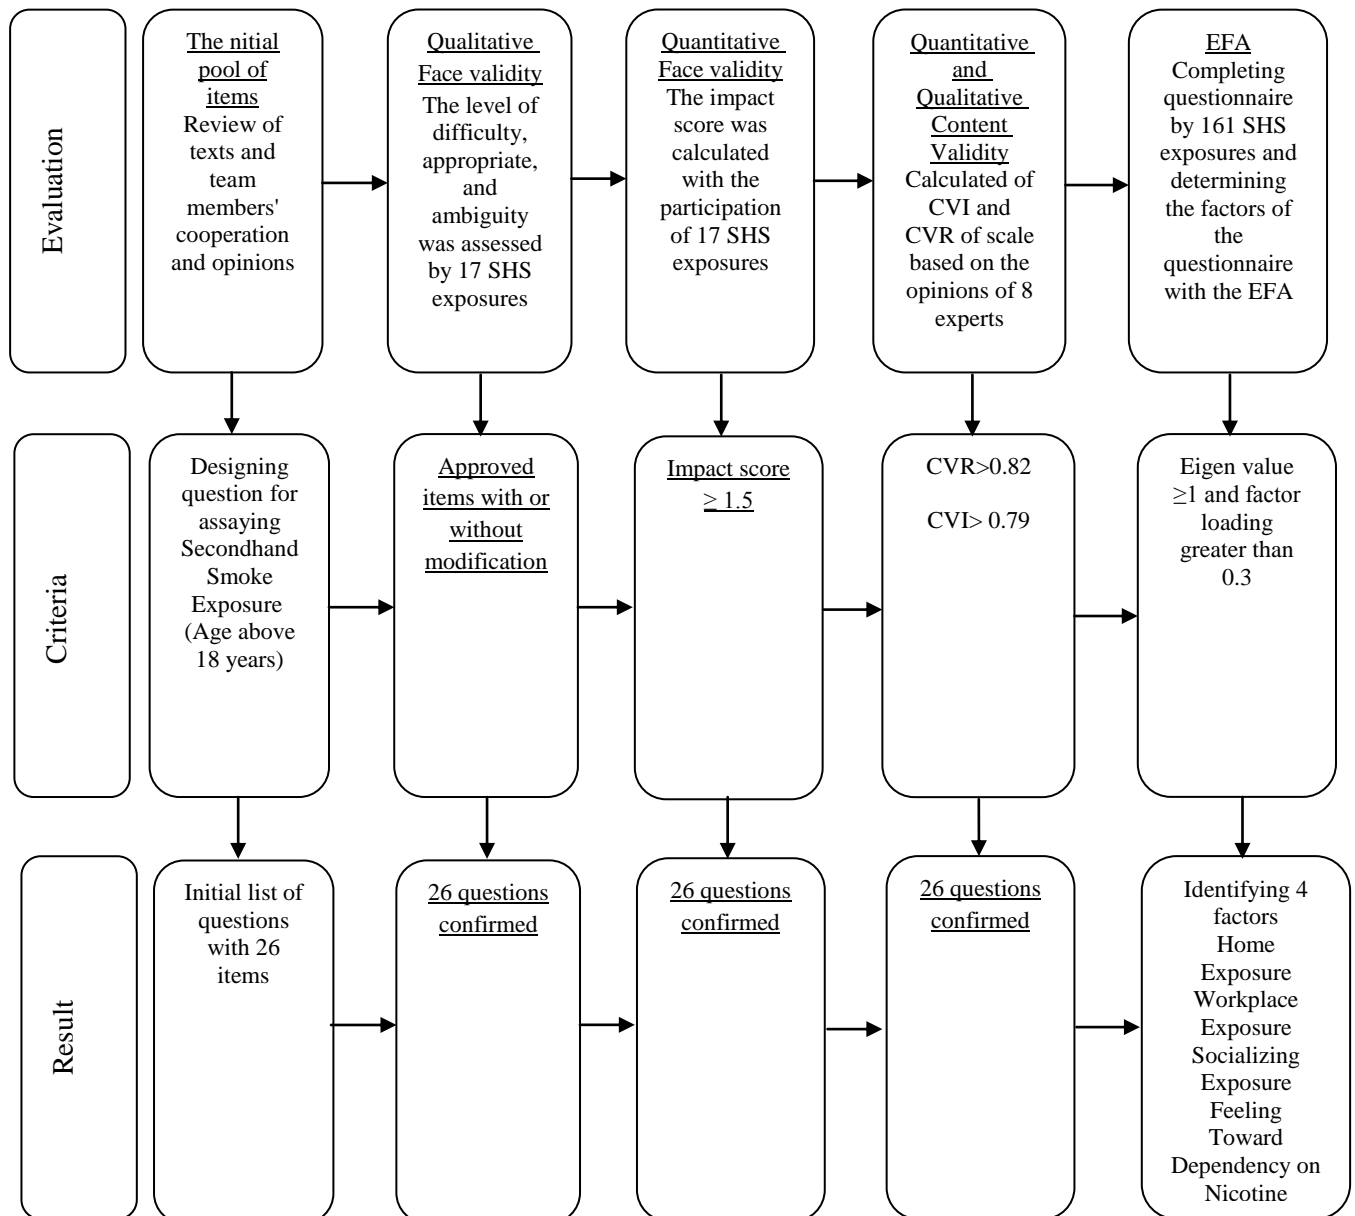 Evaluation
The nitial
pool of
items
Review of
texts and
team
members'
cooperation
and opinions
Qualitative
Face validity
The level of
difficulty,
appropriate,
and
ambiguity
was assessed
by 17 SHS
exposures
Quantitative
Face validity
The impact
score was
calculated
with the
participation
of 17 SHS
exposures
Quantitative
and
Qualitative
Content
Validity
Calculated of
CVI and
CVR of scale
based on the
opinions of 8
experts
EFA
Completing
questionnaire
by 161 SHS
exposures and
determining
the factors of
the
questionnaire
with the EFA
Criteria
Designing
question for
assaying
Secondhand
Smoke
Exposure
(Age above
18 years)
Approved
items with or
without
modification
Impact score
≥ 1.5
CVR>0.82
CVI> 0.79
Eigen value
≥1 and factor
loading
greater than
0.3
Result
Initial list of
questions
with 26
items
26 questions
confirmed
26 questions
confirmed
26 questions
confirmed
Identifying 4
factors
Home
Exposure
Workplace
Exposure
Socializing
Exposure
Feeling
Toward
Dependency on
Nicotine